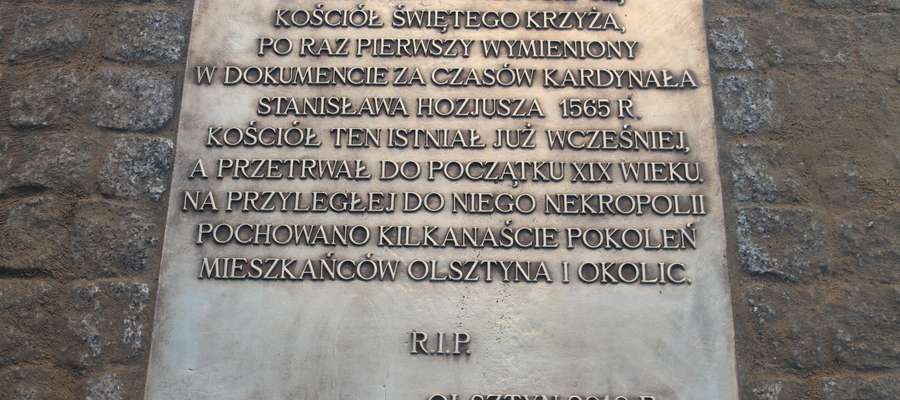 KOŚCIÓŁ ŚWIĘTEGO KRZYŻA,
PO RAZ PIERWSZY WYMIENIONY
W DOKUMENCIE ZA CZASÓW KARDYNAŁA
STANISŁAWA HOZJUSZA 1565 R.
KOŚCIÓŁ TEN ISTNIAŁ JUŻ WCZEŚNIEJ,
A PRZETRWAŁ DO POCZĄTKU XIX WIEKU.
NA PRZYLEGŁEJ DO NIEGO NEKROPOLII
POCHOWANO KILKANAŚCIE POKOLEŃ
MIESZKAŃCÓW OLSZTYNA I OKOLIC.
R.I.P.
OLSZTYN